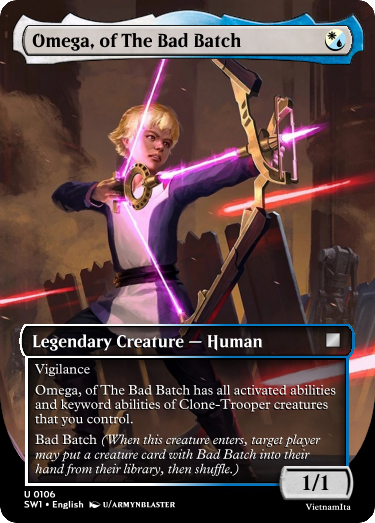 Omega, of The Bad Batch
Legendary Creature — Human
Vigilance
Omega, of The Bad Batch has all activated abilities
and keyword abilities of Clone-Trooper creatures
that you control.
Bad Batch (When this creature enters, target player
may put a creature card with Bad Batch into their
hand from their library, then shuffle.)
1/1
U 0106
SW1 • English U/ARMYNBLASTER
VietnamIta